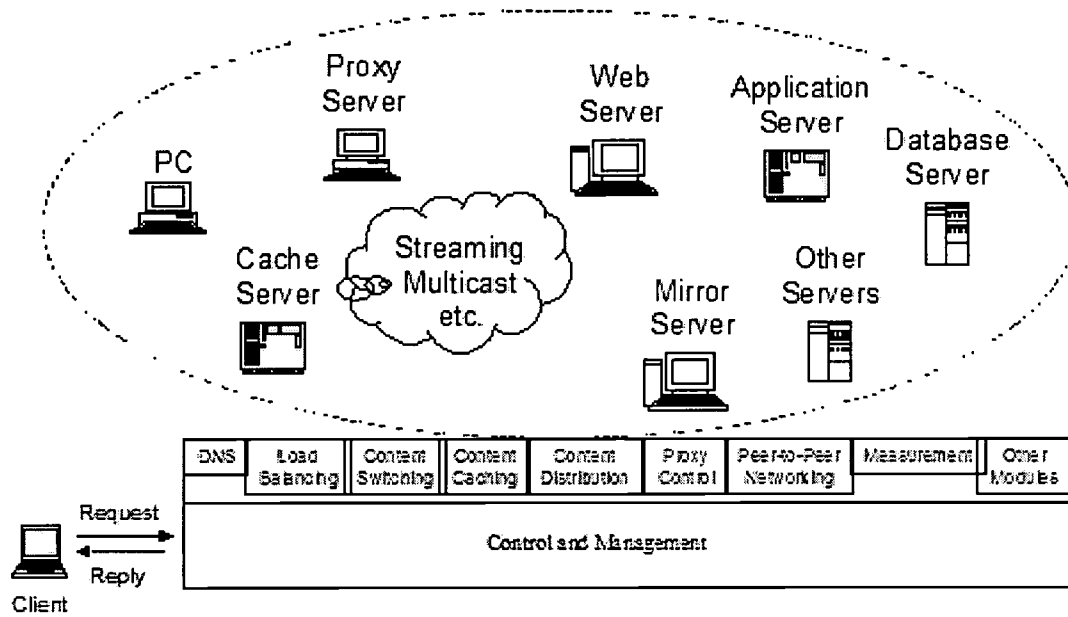 Proxy
Server
Web
Server
Application
Server
Database
Server
PC
Cache
Server
Streaming
Multicast
etc.
Mirror
Server
Other
Servers
DNS
Load
Balancing
Content
Switching
Content
Caching
Content
Distribution
Proxy
Control
Peer-to-Peer
Networking
Measurement
Other
Modules
Request
Reply
Client
Control and Management